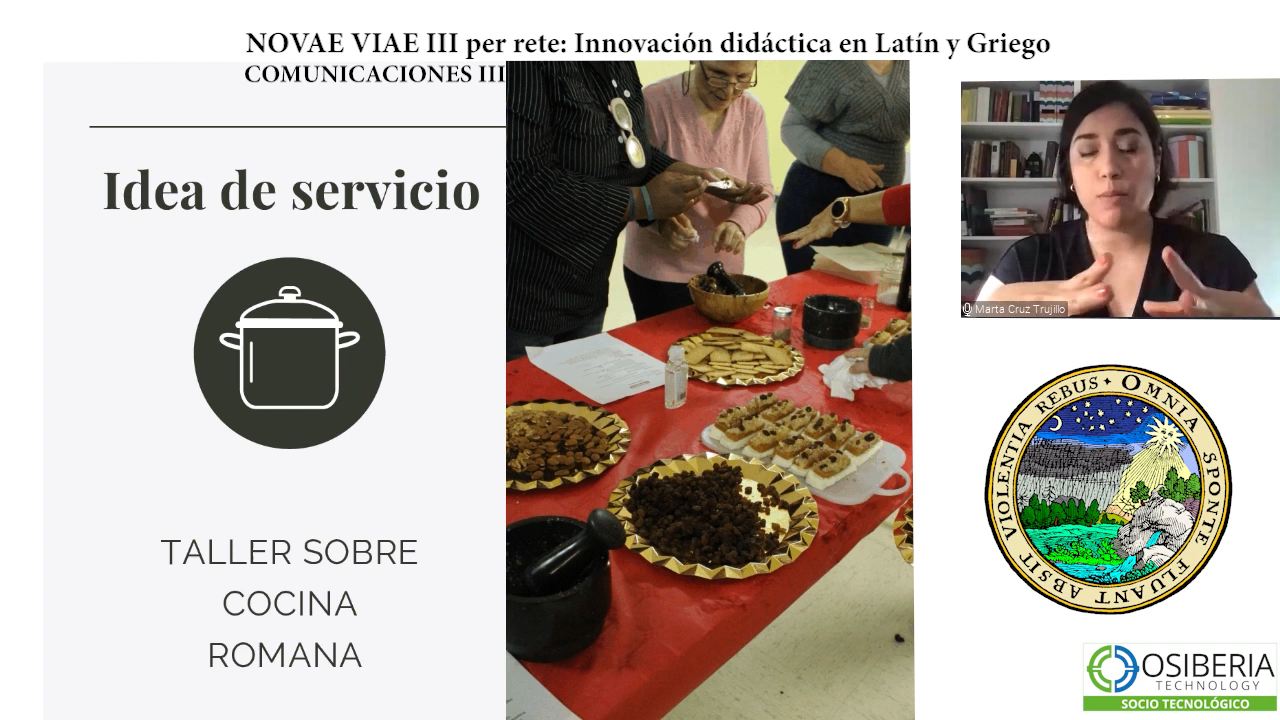 NOVAE VIAE III per rete: Innovación didáctica en Latín y Griego
COMUNICACIONES III
Idea de servicio
TALLER SOBRE
COCINA
ROMANA
Marta Cruz Trujillo
OMNIA SPONTE FLUANT ABSIT VIOLENTIA REBUS
OSIBERIA
TECHNOLOGY
SOCIO TECNOLÓGICO